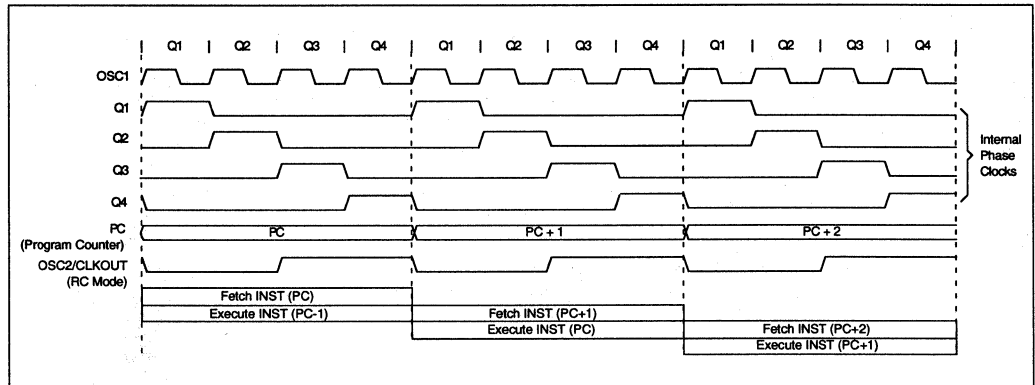 | Q1 | Q2 | Q3 | Q4 | Q1 | Q2 | Q3 | Q4 | Q1 | Q2 | Q3 | Q4 |
OSC1
Q1
Q2
Q3
Q4
Internal
Phase
Clocks
PC
(Program Counter)
PC PC + 1 PC + 2
OSC2/CLKOUT
(RC Mode)
Fetch INST (PC)
Execute INST (PC-1) Fetch INST (PC+1)
Execute INST (PC) Fetch INST (PC+2)
Execute INST (PC+1)